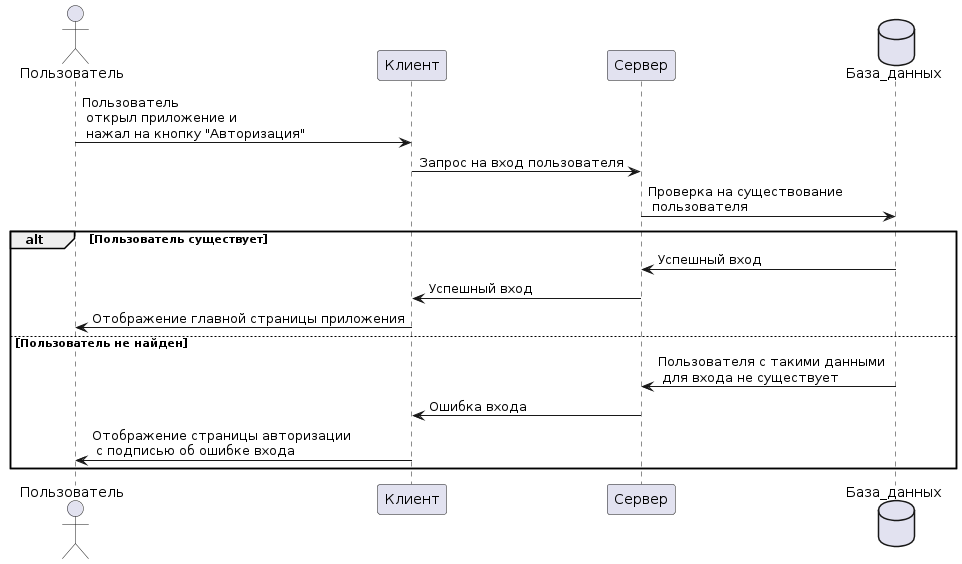 Пользователь
Клиент
Сервер
База_данных
Пользователь
открыл приложение и
нажал на кнопку "Авторизация"
Запрос на вход пользователя
Проверка на существование
пользователя
alt
[Пользователь существует]
Успешный вход
Успешный вход
Отображение главной страницы приложения
[Пользователь не найден]
Пользователя с такими данными
для входа не существует
Ошибка входа
Отображение страницы авторизации
с подписью об ошибке входа
Пользователь
Клиент
Сервер
База_данных